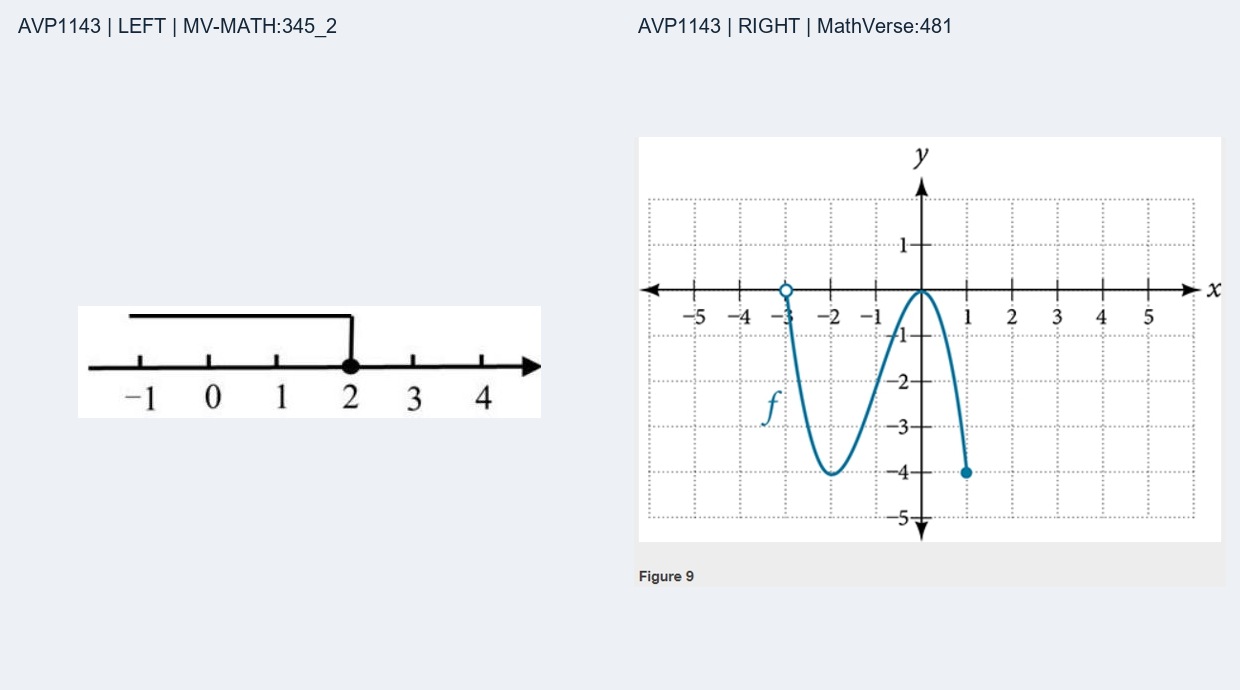 AVP1143 | LEFT | MV-MATH:345_2
−1 0 1 2 3 4
AVP1143 | RIGHT | MathVerse:481
y
1
x
−5 −4 −3 −2 −1 1 2 3 4 5
−1
−2
f
−3
−4
−5
Figure 9